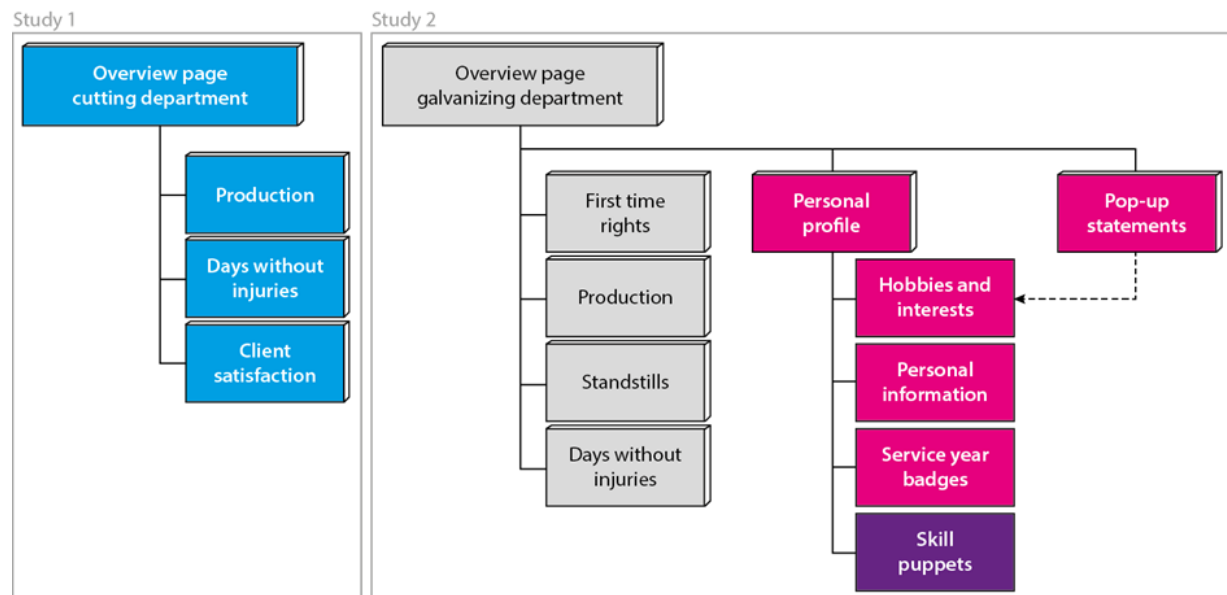 Study 1
Overview page
cutting department
Production
Days without
injuries
Client
satisfaction
Study 2
Overview page
galvanizing department
First time
rights
Production
Standstills
Days without
injuries
Personal
profile
Hobbies and
interests
Personal
information
Service year
badges
Skill
puppets
Pop-up
statements